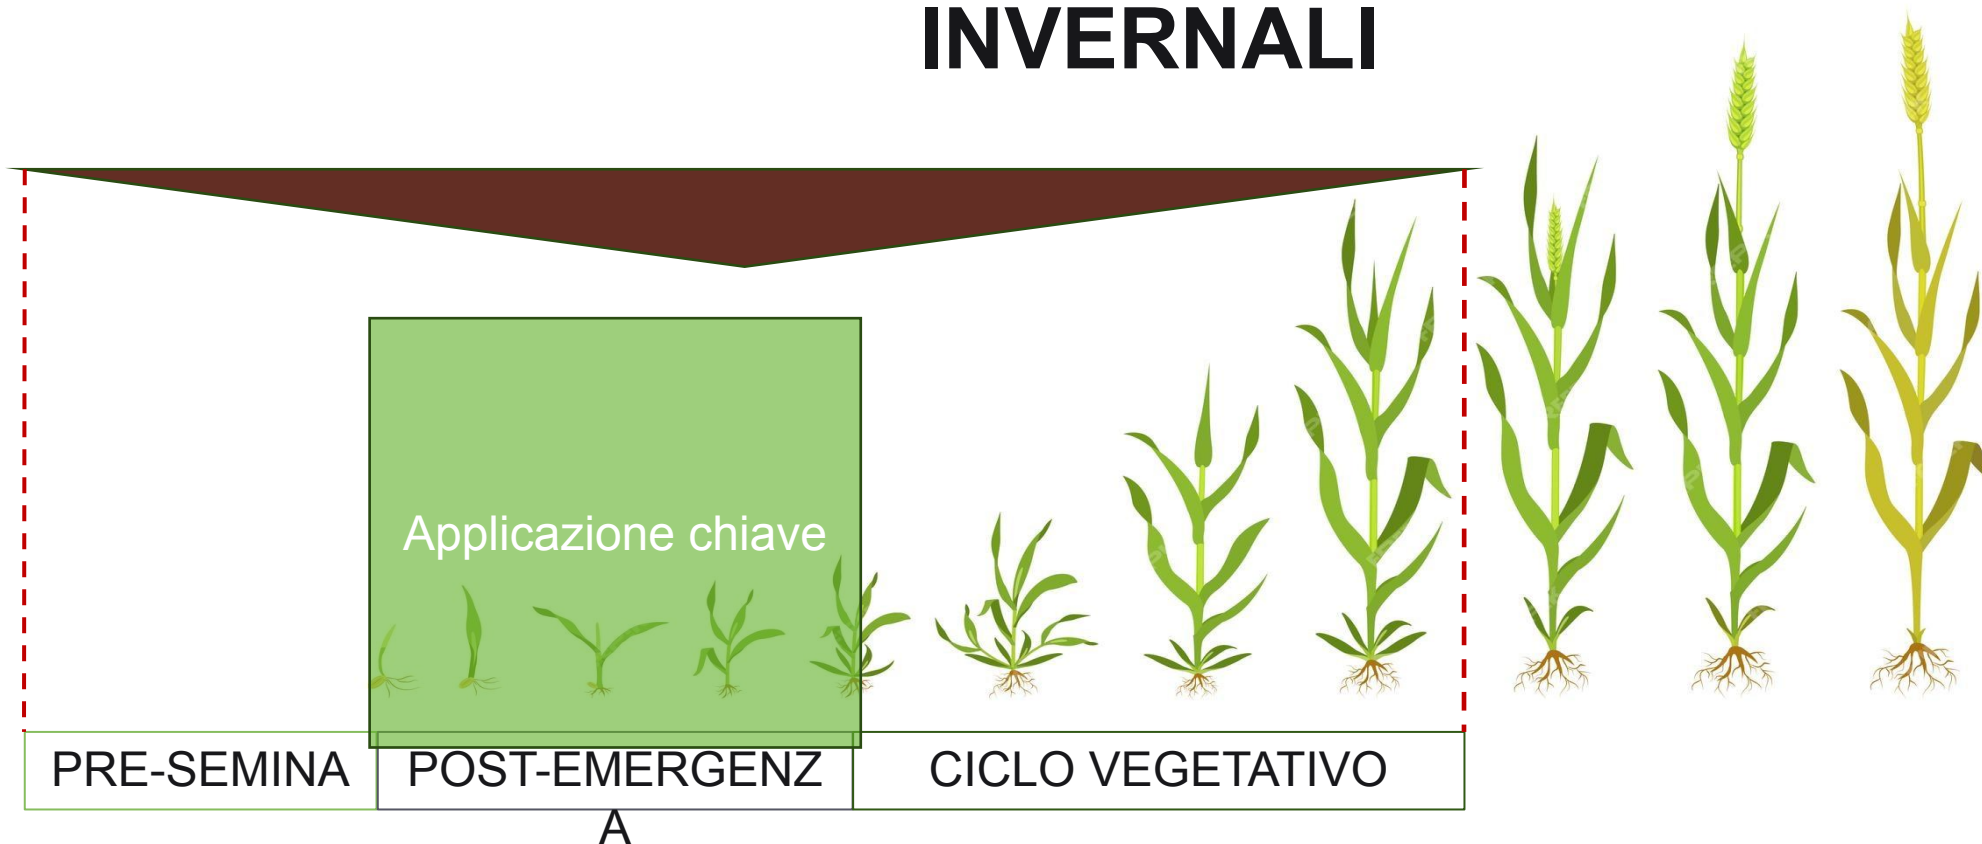 INVERNALI
Applicazione chiave
PRE-SEMINA
POST-EMERGENZ
A
CICLO VEGETATIVO